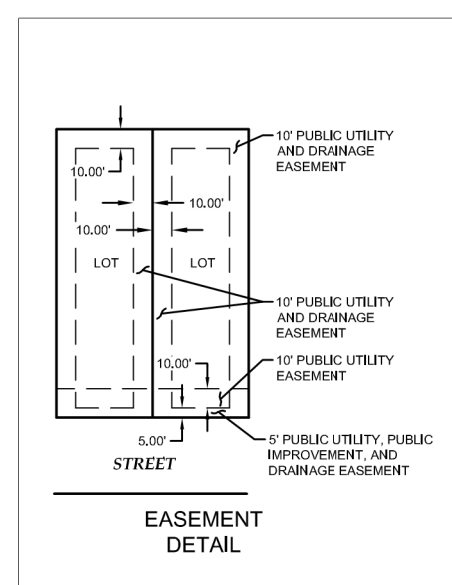 10' PUBLIC UTILITY
AND DRAINAGE
EASEMENT
10.00'
10.00'
10.00'
LOT
LOT
10' PUBLIC UTILITY
AND DRAINAGE
EASEMENT
10.00'
10' PUBLIC UTILITY
EASEMENT
5.00'
5' PUBLIC UTILITY, PUBLIC
IMPROVEMENT, AND
DRAINAGE EASEMENT
STREET
EASEMENT
DETAIL